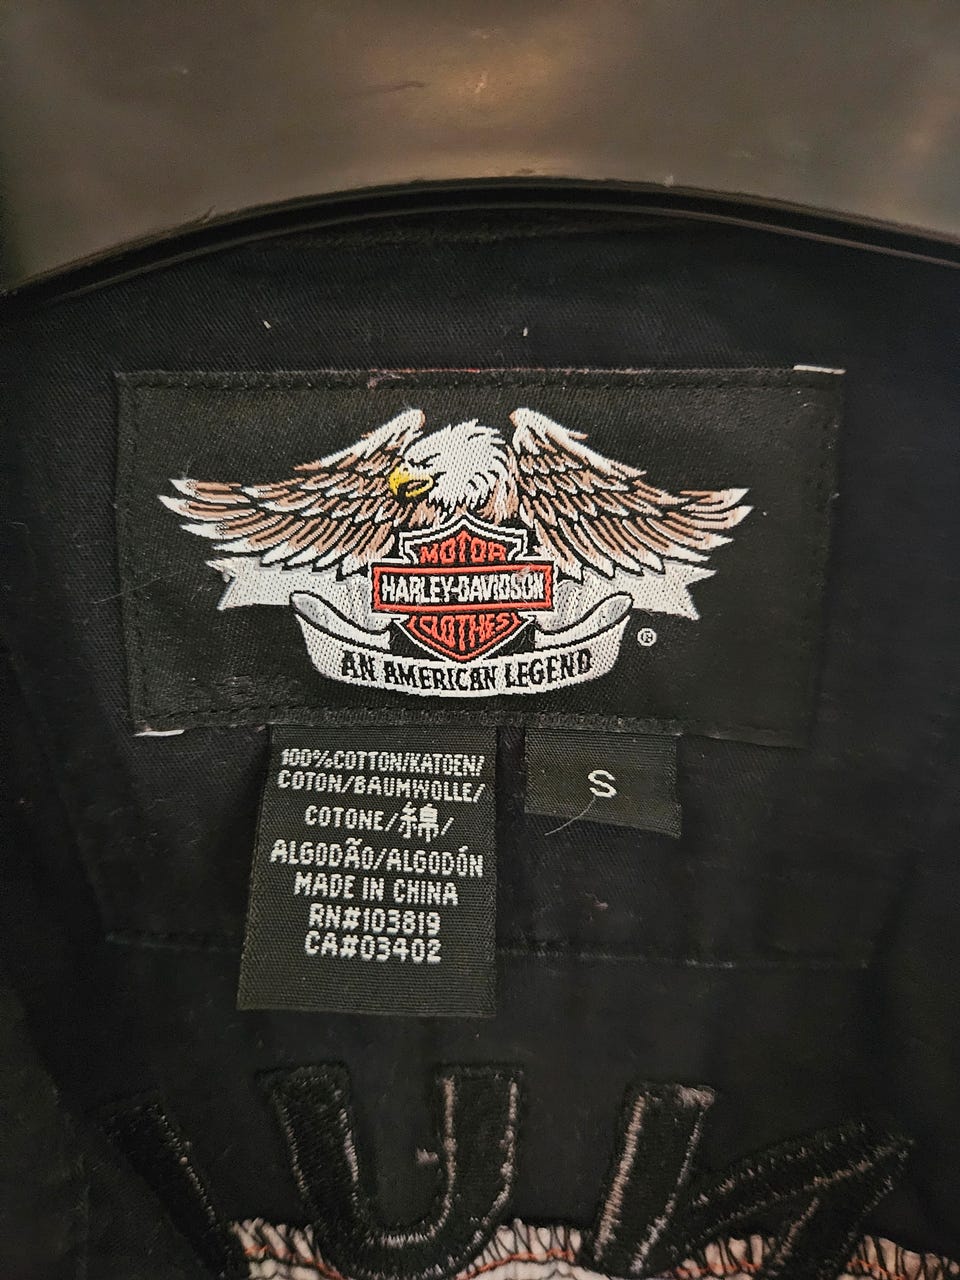 MOTOR
HARLEY-DAVIDSON
CLOTHES
AN AMERICAN LEGEND
®
100%COTTON/KATOEN/
COTON/BAUMWOLLE/
COTONE/綿/
ALGODÃO/ALGODÓN
MADE IN CHINA
RN#103819
CA#03402
S